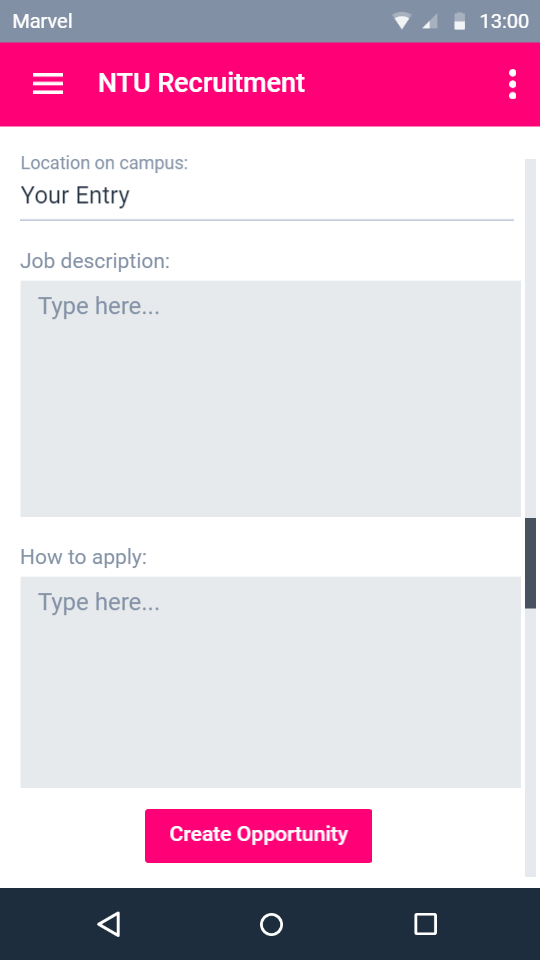 Marvel
13:00
NTU Recruitment
Location on campus:
Your Entry
Job description:
Type here...
How to apply:
Type here...
Create Opportunity